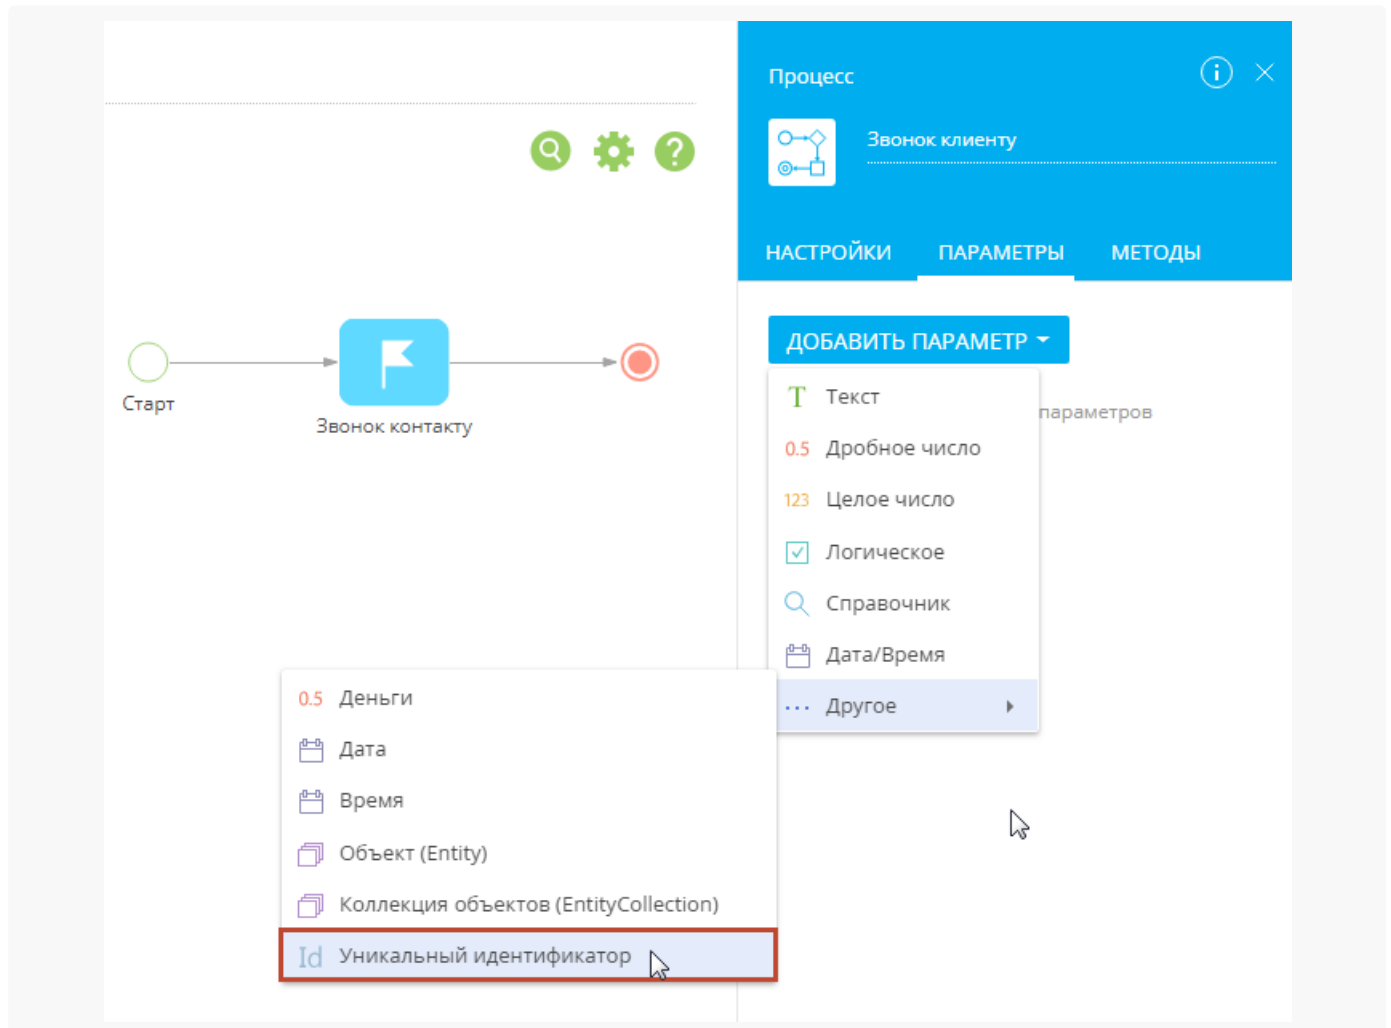 Процесс
Звонок клиенту
НАСТРОЙКИ ПАРАМЕТРЫ МЕТОДЫ
Старт
Звонок контакту
ДОБАВИТЬ ПАРАМЕТР
параметров
T Текст
0.5 Дробное число
123 Целое число
Логическое
Справочник
Дата/Время
Другое
0.5 Деньги
Дата
Время
Объект (Entity)
Коллекция объектов (EntityCollection)
Id Уникальный идентификатор